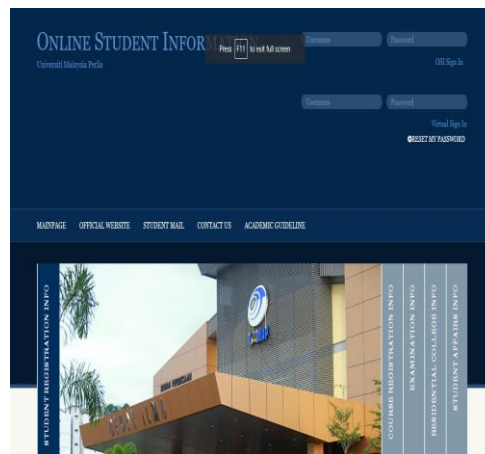 ONLINE STUDENT INFORMATION
Press F11 to exit full screen
Universiti Malaysia Perlis
Username
Password
OSI Sign In
Username
Password
Virtual Sign In
RESET MY PASSWORD
MAINPAGE OFFICIAL WEBSITE STUDENT MAIL CONTACT US ACADEMIC GUIDELINE
STUDENT REGISTRATION INFO
COURSE REGISTRATION INFO
EXAMINATION INFO
RESIDENTIAL COLLEGE INFO
STUDENT AFFAIRS INFO